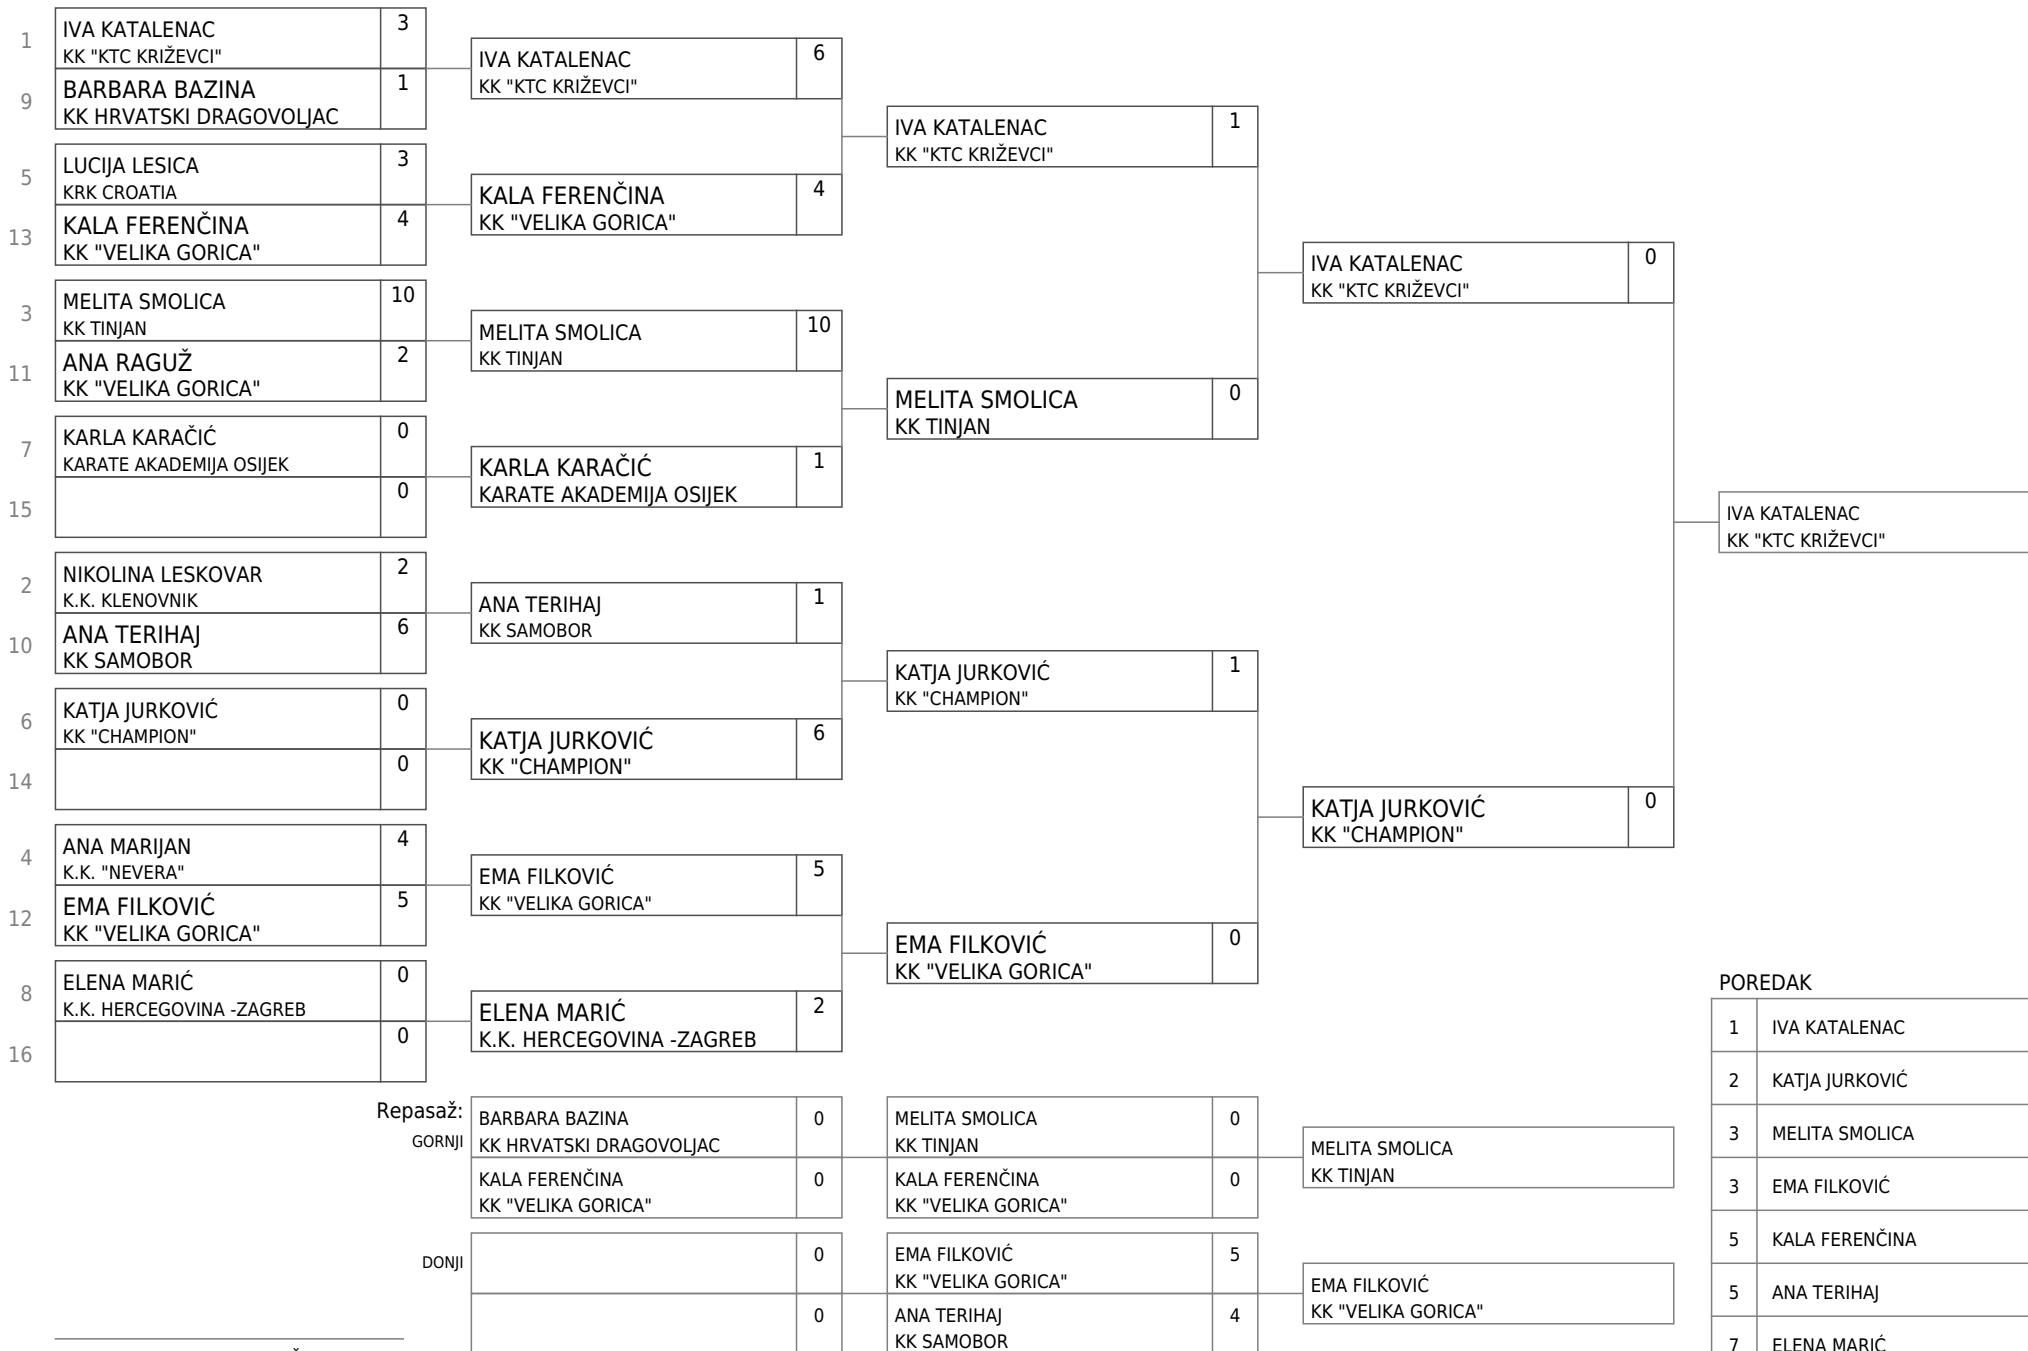 1
IVA KATALENAC
KK "KTC KRIŽEVCI"
3
9
BARBARA BAZINA
KK HRVATSKI DRAGOVOLJAC
1
5
LUCIJA LESICA
KRK CROATIA
3
13
KALA FERENČINA
KK "VELIKA GORICA"
4
3
MELITA SMOLICA
KK TINJAN
10
11
ANA RAGUŽ
KK "VELIKA GORICA"
2
7
KARLA KARAČIĆ
KARATE AKADEMIJA OSIJEK
0
15
0
2
NIKOLINA LESKOVAR
K.K. KLENOVNIK
2
10
ANA TERIHAJ
KK SAMOBOR
6
6
KATJA JURKOVIĆ
KK "CHAMPION"
0
14
0
4
ANA MARIJAN
K.K. "NEVERA"
4
12
EMA FILKOVIĆ
KK "VELIKA GORICA"
5
8
ELENA MARIĆ
K.K. HERCEGOVINA -ZAGREB
0
16
0
IVA KATALENAC
KK "KTC KRIŽEVCI"
6
KALA FERENČINA
KK "VELIKA GORICA"
4
MELITA SMOLICA
KK TINJAN
10
KARLA KARAČIĆ
KARATE AKADEMIJA OSIJEK
1
ANA TERIHAJ
KK SAMOBOR
1
KATJA JURKOVIĆ
KK "CHAMPION"
6
EMA FILKOVIĆ
KK "VELIKA GORICA"
5
ELENA MARIĆ
K.K. HERCEGOVINA -ZAGREB
2
IVA KATALENAC
KK "KTC KRIŽEVCI"
1
MELITA SMOLICA
KK TINJAN
0
KATJA JURKOVIĆ
KK "CHAMPION"
1
EMA FILKOVIĆ
KK "VELIKA GORICA"
0
IVA KATALENAC
KK "KTC KRIŽEVCI"
0
KATJA JURKOVIĆ
KK "CHAMPION"
0
IVA KATALENAC
KK "KTC KRIŽEVCI"
Repasaž:
GORNJI
BARBARA BAZINA
KK HRVATSKI DRAGOVOLJAC
0
KALA FERENČINA
KK "VELIKA GORICA"
0
MELITA SMOLICA
KK TINJAN
0
KALA FERENČINA
KK "VELIKA GORICA"
0
MELITA SMOLICA
KK TINJAN
DONJI
0
0
EMA FILKOVIĆ
KK "VELIKA GORICA"
5
ANA TERIHAJ
KK SAMOBOR
4
EMA FILKOVIĆ
KK "VELIKA GORICA"
POREDAK
1 IVA KATALENAC
2 KATJA JURKOVIĆ
3 MELITA SMOLICA
3 EMA FILKOVIĆ
5 KALA FERENČINA
5 ANA TERIHAJ
7 ELENA MARIĆ